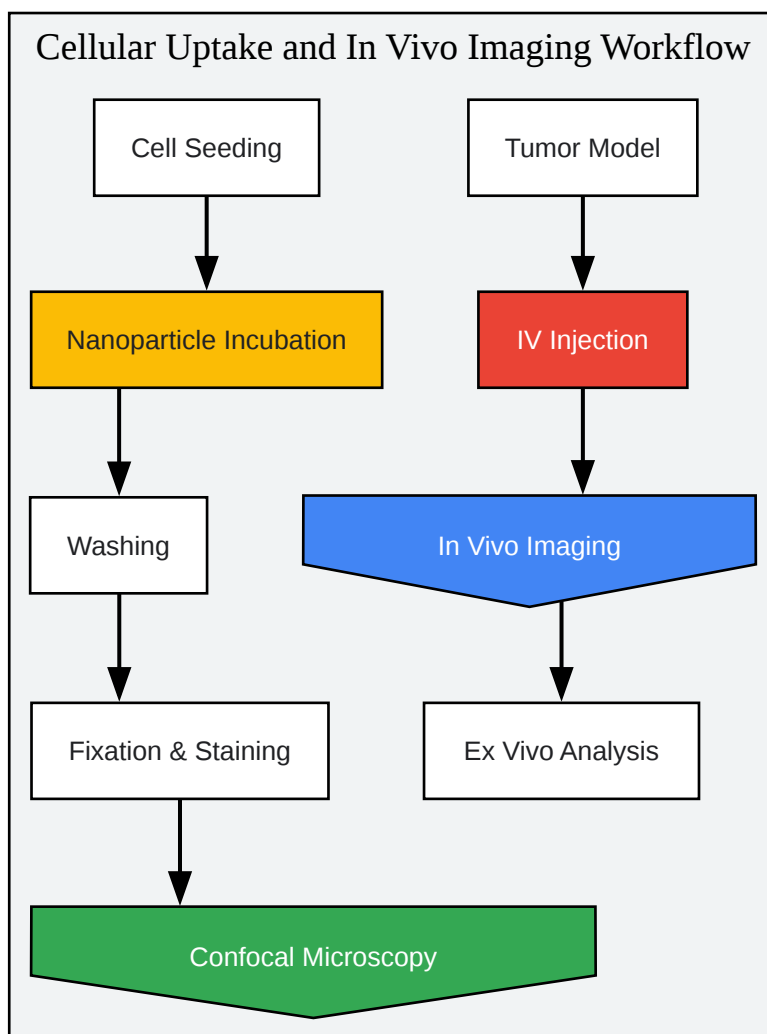 Cellular Uptake and In Vivo Imaging Workflow
Cell Seeding
Tumor Model
Nanoparticle Incubation
IV Injection
Washing
In Vivo Imaging
Fixation & Staining
Ex Vivo Analysis
Confocal Microscopy